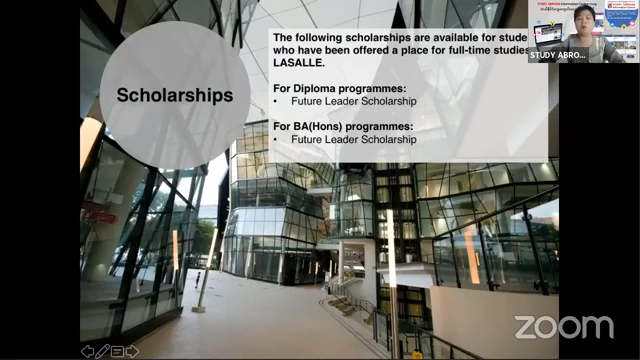 Scholarships
The following scholarships are available for stude
who have been offered a place for full-time studies
LASALLE.
For Diploma programmes:
• Future Leader Scholarship
For BA(Hons) programmes:
• Future Leader Scholarship
STUDY ABRO...
zoom